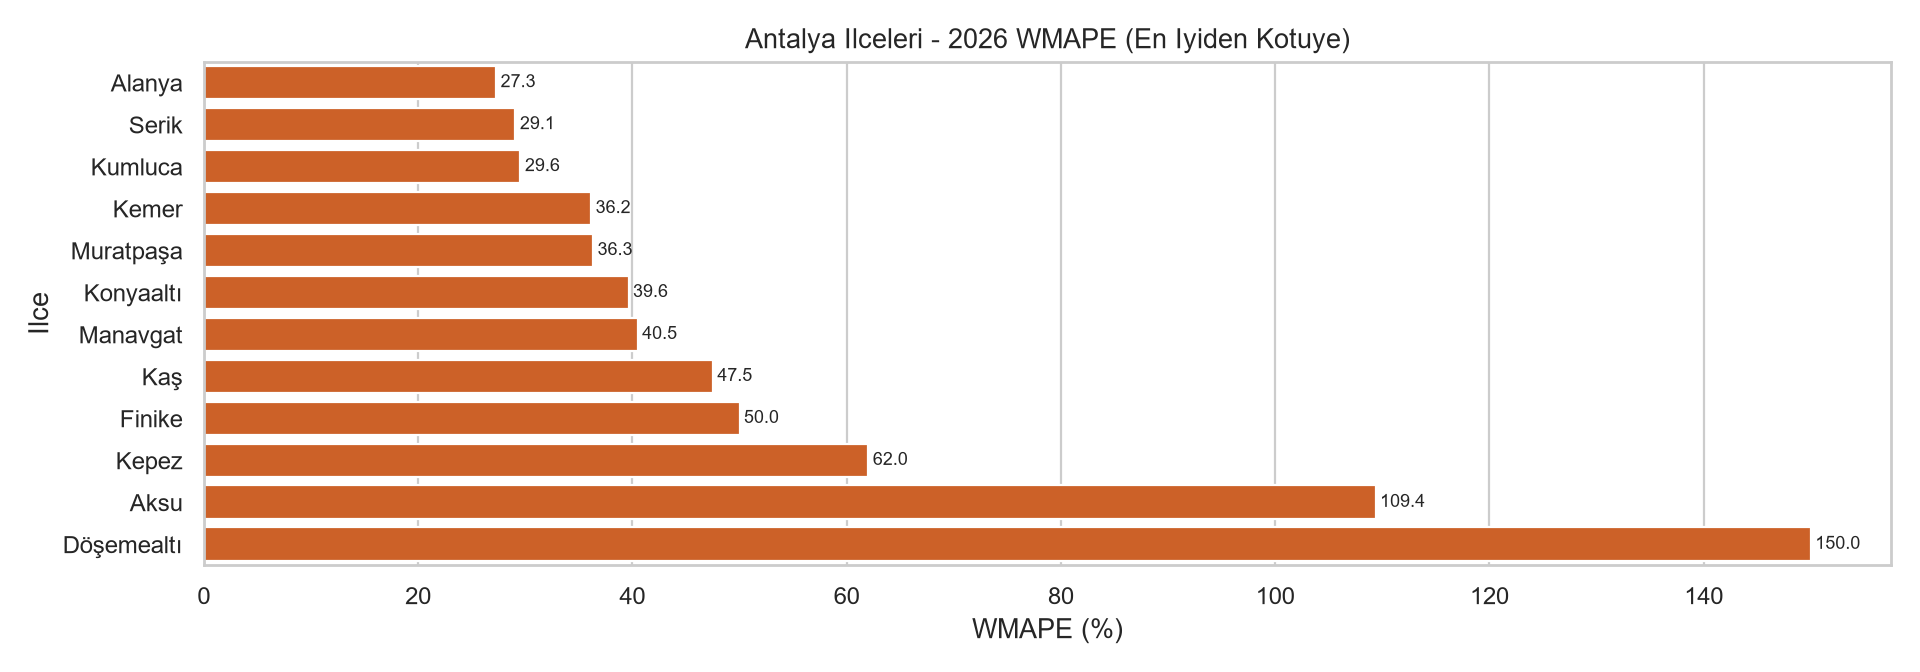 Antalya Ilceleri - 2026 WMAPE (En Iyiden Kotuye)
Ilce
Alanya 27.3
Serik 29.1
Kumluca 29.6
Kemer 36.2
Muratpaşa 36.3
Konyaaltı 39.6
Manavgat 40.5
Kaş 47.5
Finike 50.0
Kepez 62.0
Aksu 109.4
Döşemealtı 150.0
0 20 40 60 80 100 120 140
WMAPE (%)